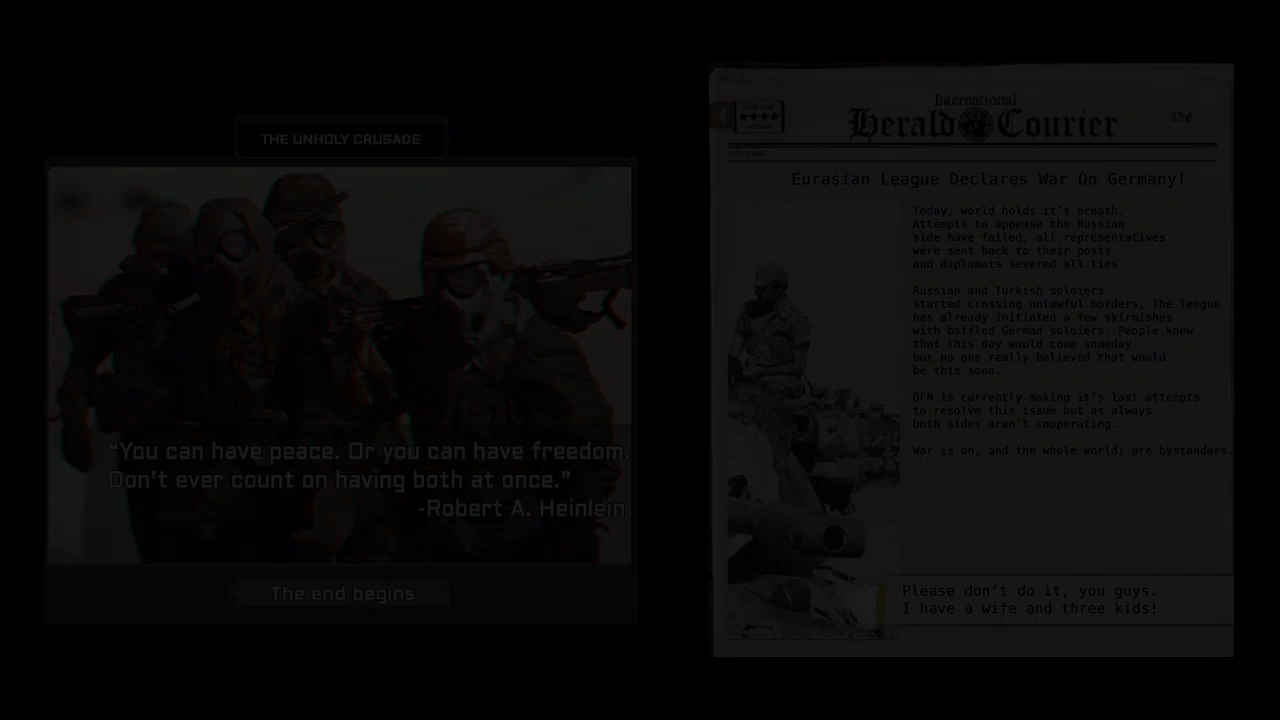 THE UNHOLY CRUSADE
“You can have peace. Or you can have freedom.
Don't ever count on having both at once.”
-Robert A. Heinlein
The end begins
International
Herald Courier
25¢
Eurasian League Declares War On Germany!
Today, world holds it's breath.
Attempts to appease the Russian
side have failed, all representatives
were sent back to their posts
and diplomats severed all ties.
Russian and Turkish soldiers
started crossing unlawful borders, The league
has already initiated a few skirmishes
with baffled German soldiers. People knew
that this day would come someday
but no one really believed that would
be this soon.
OFN is currently making it's last attempts
to resolve this issue but as always
both sides aren't cooperating.
War is on, and the whole world; are bystanders.
Please don't do it, you guys.
I have a wife and three kids!